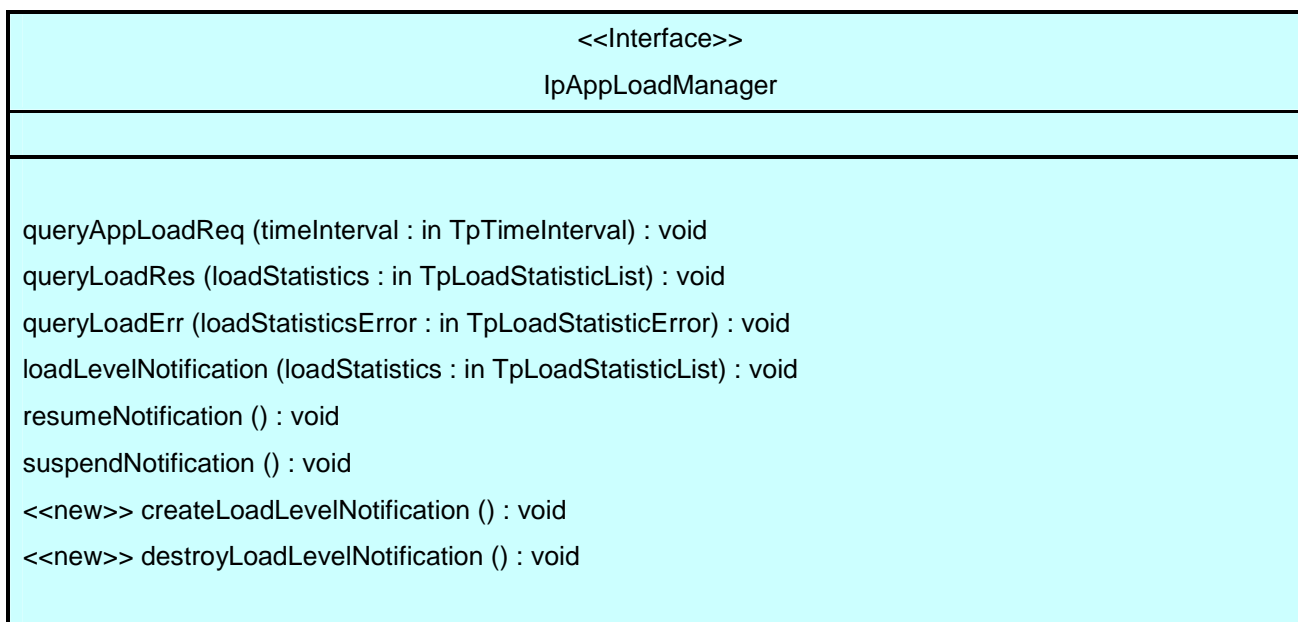 <<Interface>>
IpAppLoadManager
queryAppLoadReq (timeInterval : in TpTimeInterval) : void
queryLoadRes (loadStatistics : in TpLoadStatisticList) : void
queryLoadErr (loadStatisticsError : in TpLoadStatisticError) : void
loadLevelNotification (loadStatistics : in TpLoadStatisticList) : void
resumeNotification () : void
suspendNotification () : void
<<new>> createLoadLevelNotification () : void
<<new>> destroyLoadLevelNotification () : void